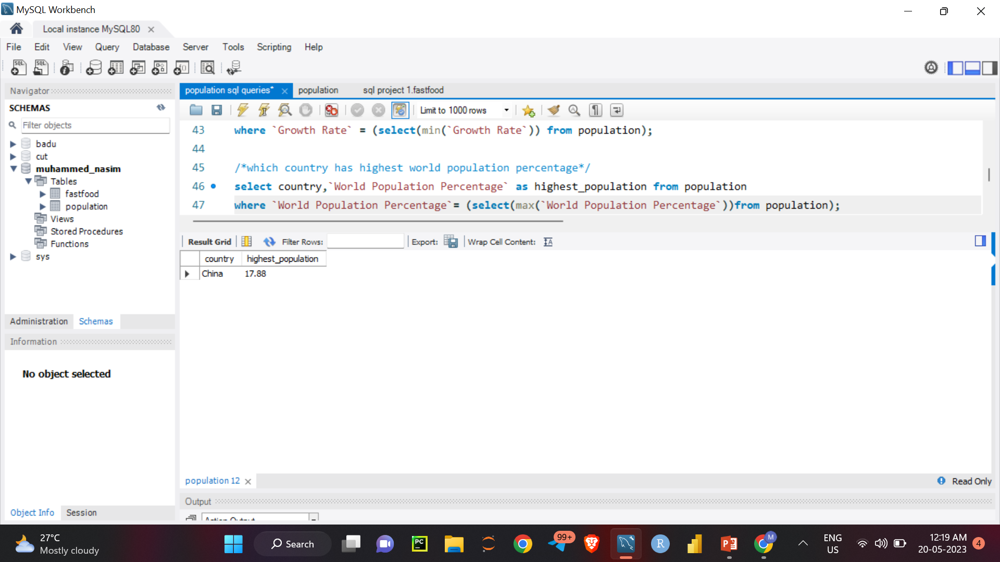 MySQL Workbench
Local instance MySQL80
File Edit View Query Database Server Tools Scripting Help
Navigator
SCHEMAS
Filter objects
badu
cut
muhammed_nasim
Tables
fastfood
population
Views
Stored Procedures
Functions
sys
Administration Schemas
Information
No object selected
Object Info Session
population sql queries* population sql project 1.fastfood
Limit to 1000 rows
43 where `Growth Rate` = (select(min(`Growth Rate`)) from population);
44
45 /*which country has highest world population percentage*/
46 select country,`World Population Percentage` as highest_population from population
47 where `World Population Percentage`= (select(max(`World Population Percentage`))from population);
Result Grid Filter Rows: Export: Wrap Cell Content:
country highest_population
China 17.88
population 12 Read Only
Output
Action Output
27°C
Mostly cloudy
Search
PC
99+
R
P
M
ENG
US
12:19 AM
20-05-2023
4